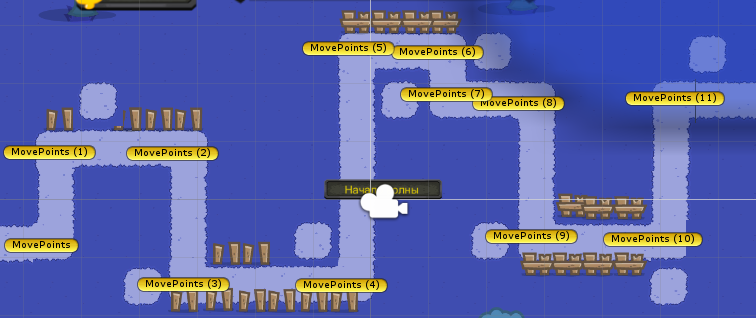 MovePoints (5)
MovePoints (6)
MovePoints (7)
MovePoints (8)
MovePoints (11)
MovePoints (1)
MovePoints (2)
MovePoints
MovePoints (9)
MovePoints (10)
MovePoints (3)
MovePoints (4)